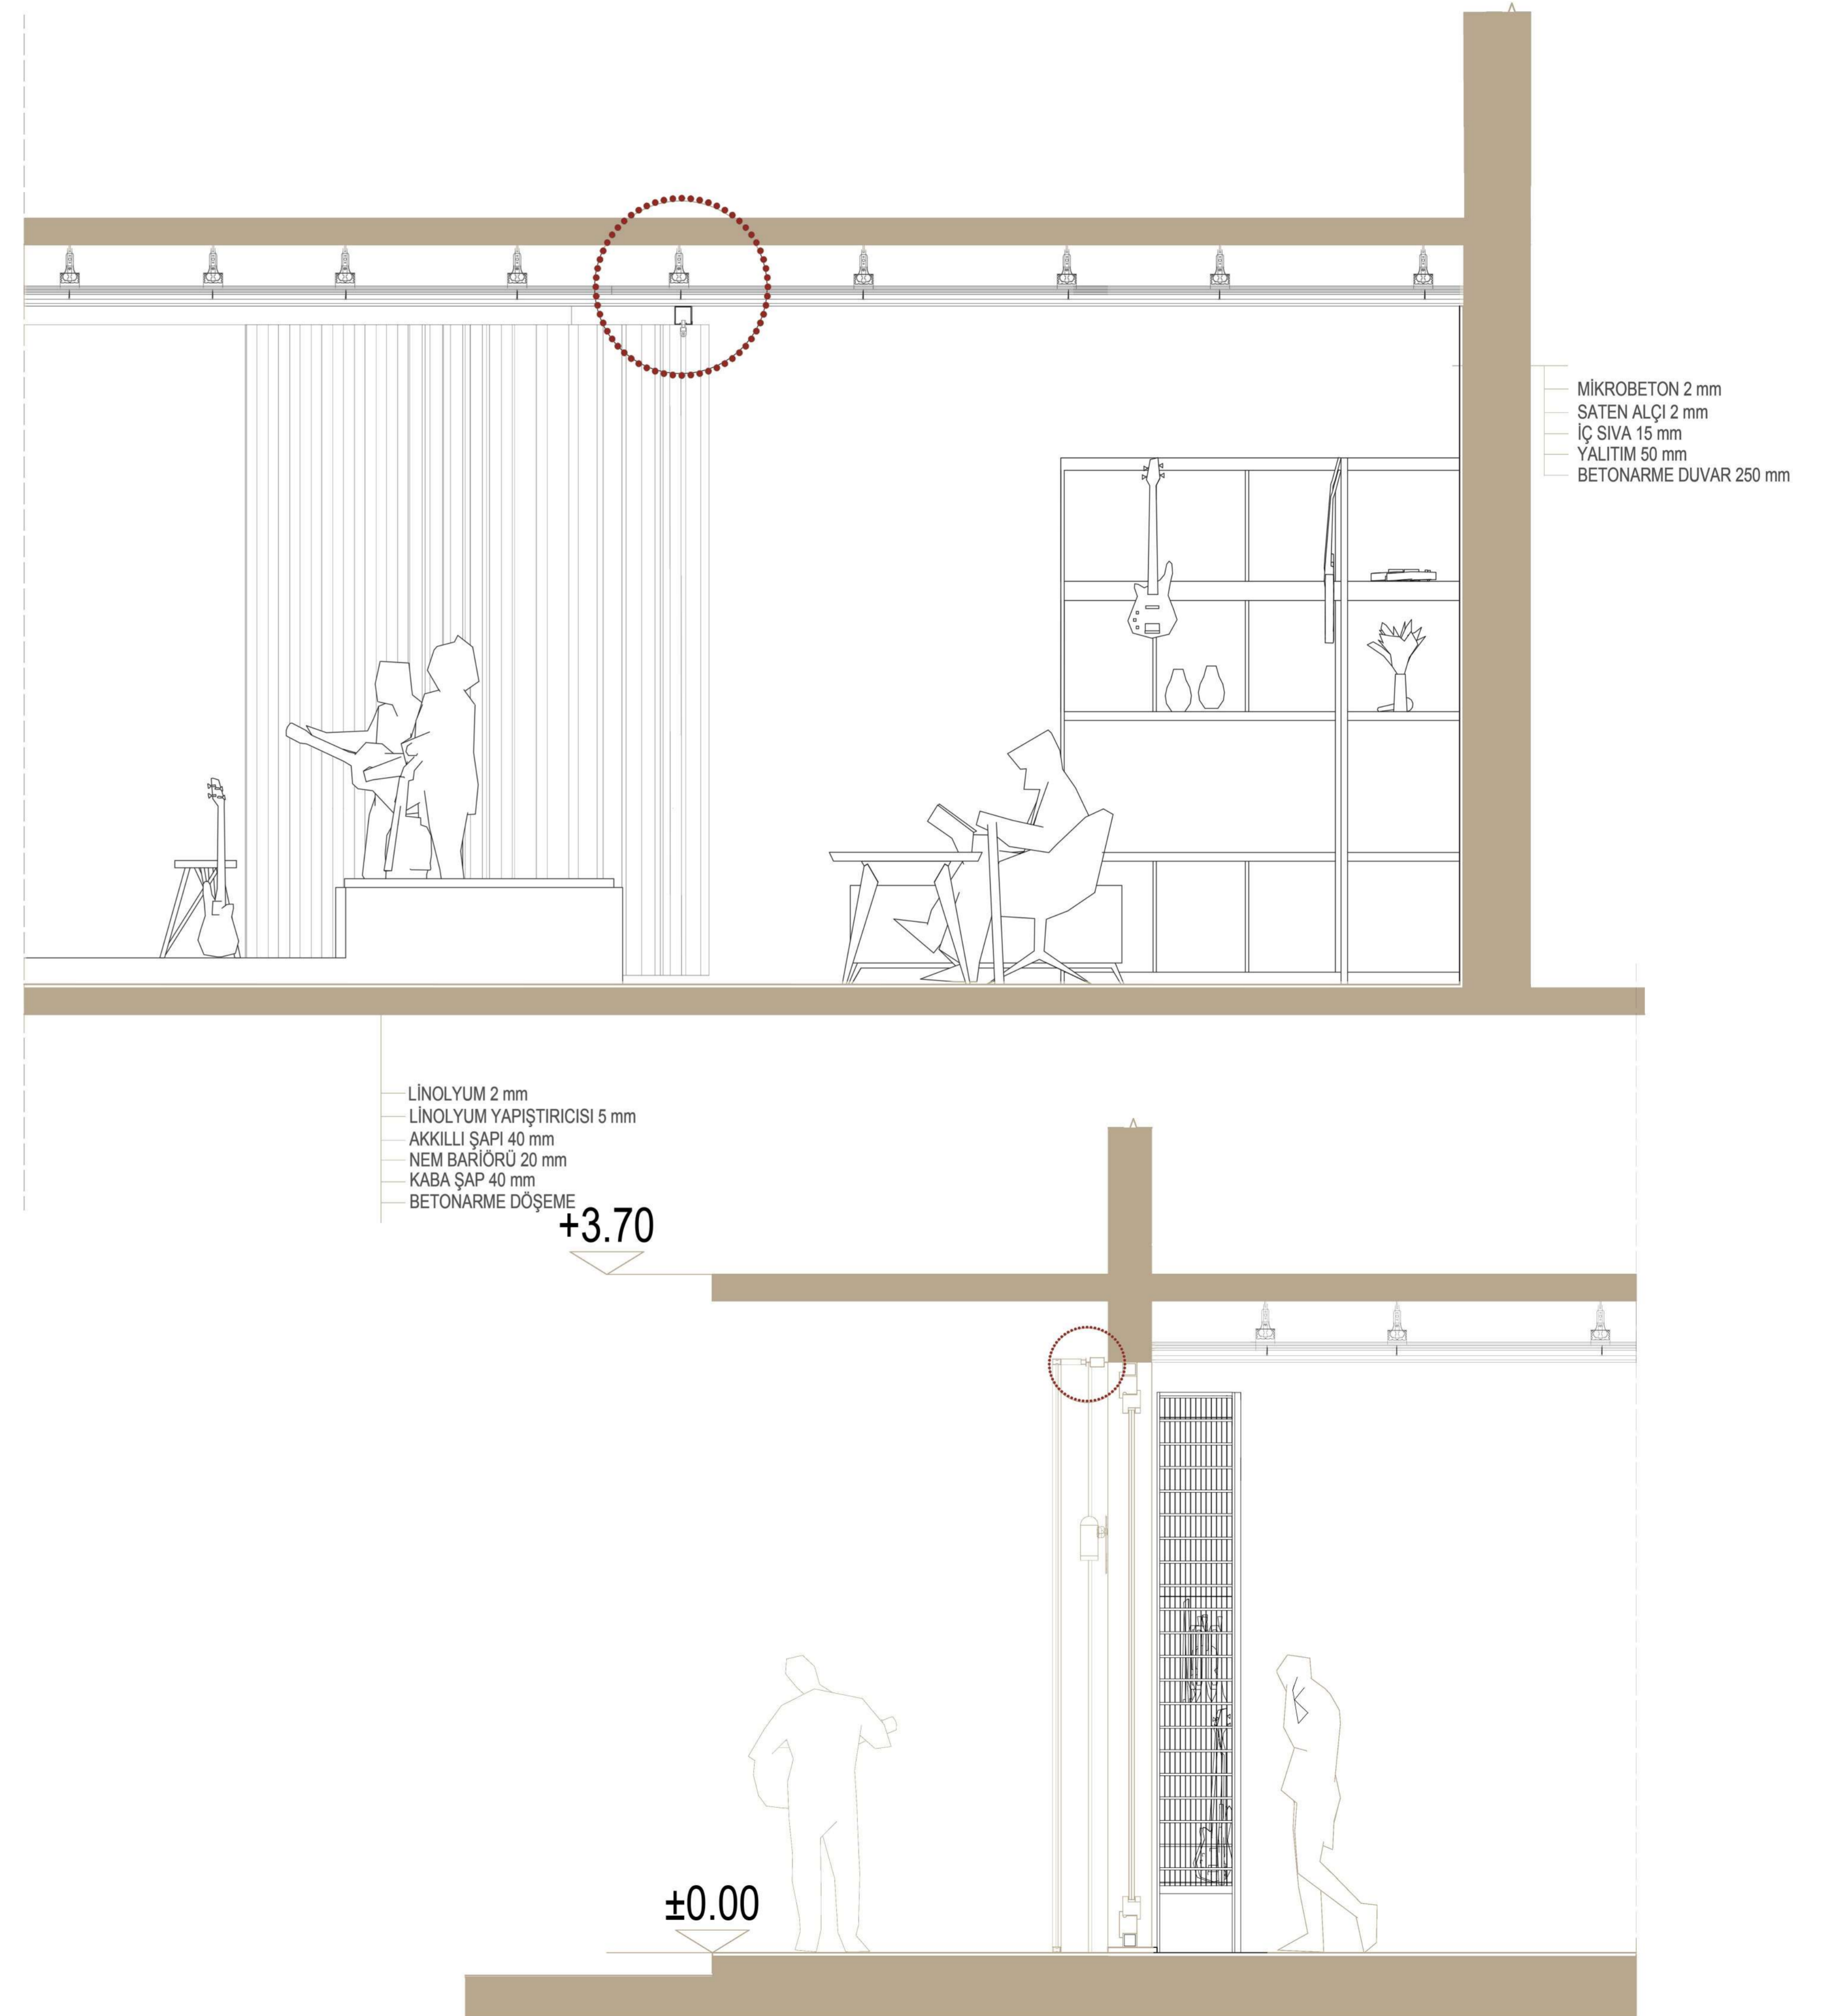 MİKROBETON 2 mm
SATEN ALÇI 2 mm
İÇ SIVA 15 mm
YALITIM 50 mm
BETONARME DUVAR 250 mm
LİNOLYUM 2 mm
LİNOLYUM YAPIŞTIRICISI 5 mm
AKKILLI ŞAPI 40 mm
NEM BARİÖRÜ 20 mm
KABA ŞAP 40 mm
BETONARME DÖŞEME
+3.70
±0.00